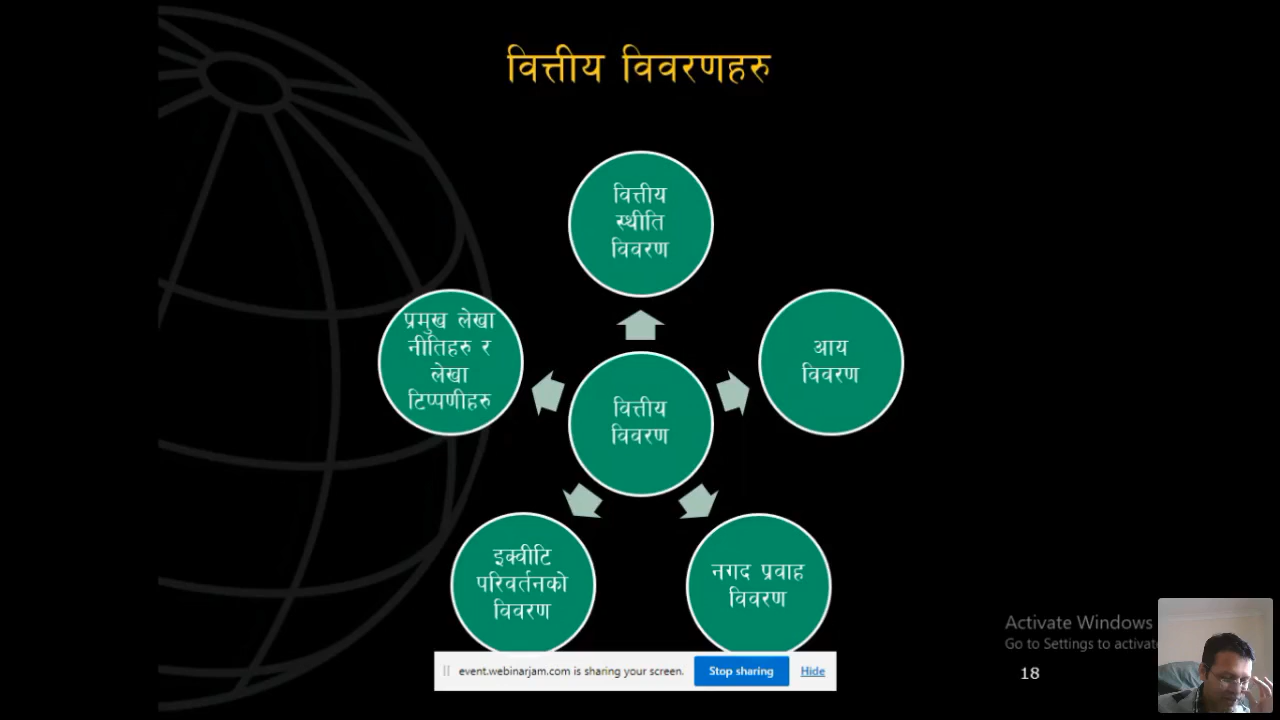 वित्तीय विवरणहरु
वित्तीय
स्थीति
विवरण
प्रमुख लेखा
नीतिहरु र
लेखा
टिप्पणीहरु
आय
विवरण
वित्तीय
विवरण
इक्वीटि
परिवर्तनको
विवरण
नगद प्रवाह
विवरण
Activate Windows
Go to Settings to activate
event.webinarjam.com is sharing your screen. Stop sharing Hide
18